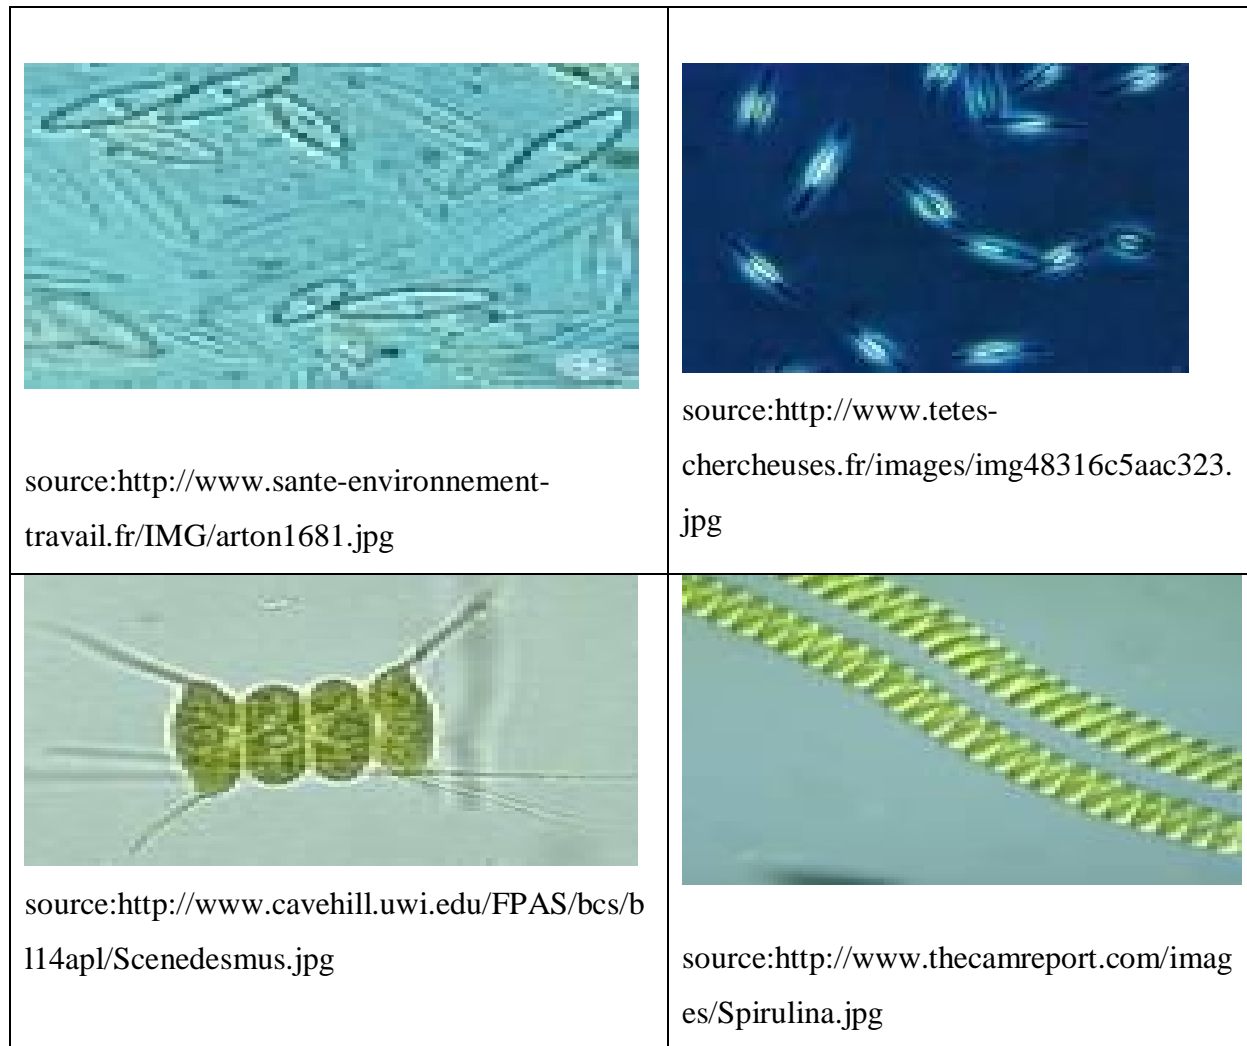 source:http://www.sante-environnement-
travail.fr/IMG/arton1681.jpg
source:http://www.tetes-
chercheuses.fr/images/img48316c5aac323.
jpg
source:http://www.cavehill.uwi.edu/FPAS/bcs/b
l14apl/Scenedesmus.jpg
source:http://www.thecamreport.com/imag
es/Spirulina.jpg